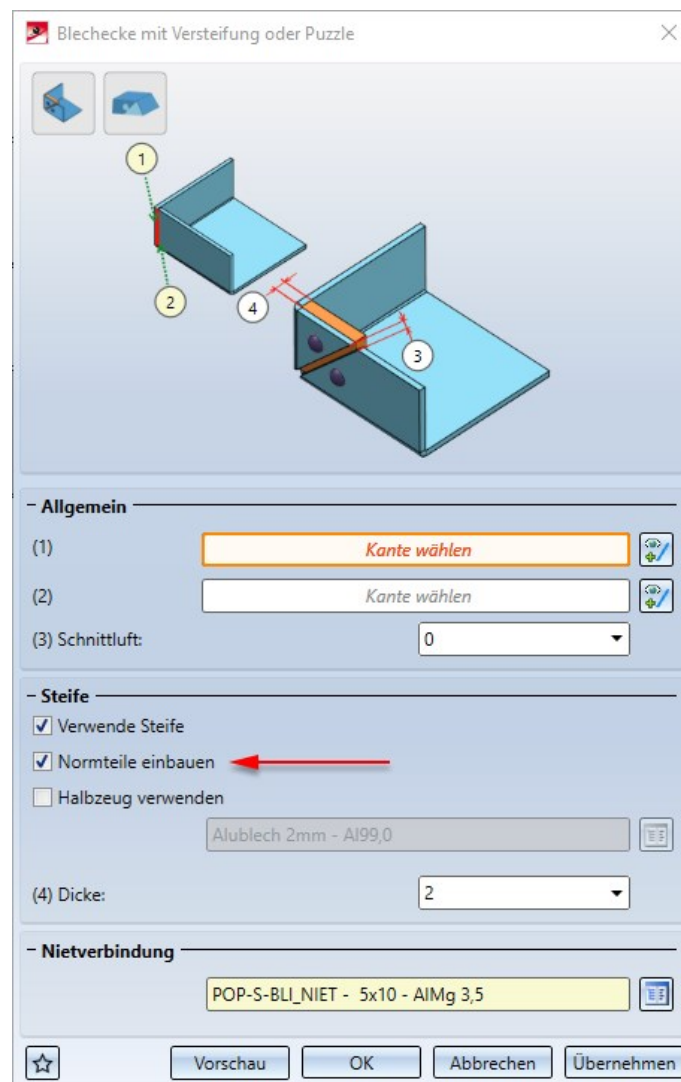 Blechecke mit Versteifung oder Puzzle
1
2
4
3
Allgemein
(1) Kante wählen
(2) Kante wählen
(3) Schnittluft: 0
Steife
Verwende Steife
Normteile einbauen
Halbzeug verwenden
Alublech 2mm - Al99,0
(4) Dicke: 2
Nietverbindung
POP-S-BLI_NIET - 5x10 - AlMg 3,5
Vorschau OK Abbrechen Übernehmen